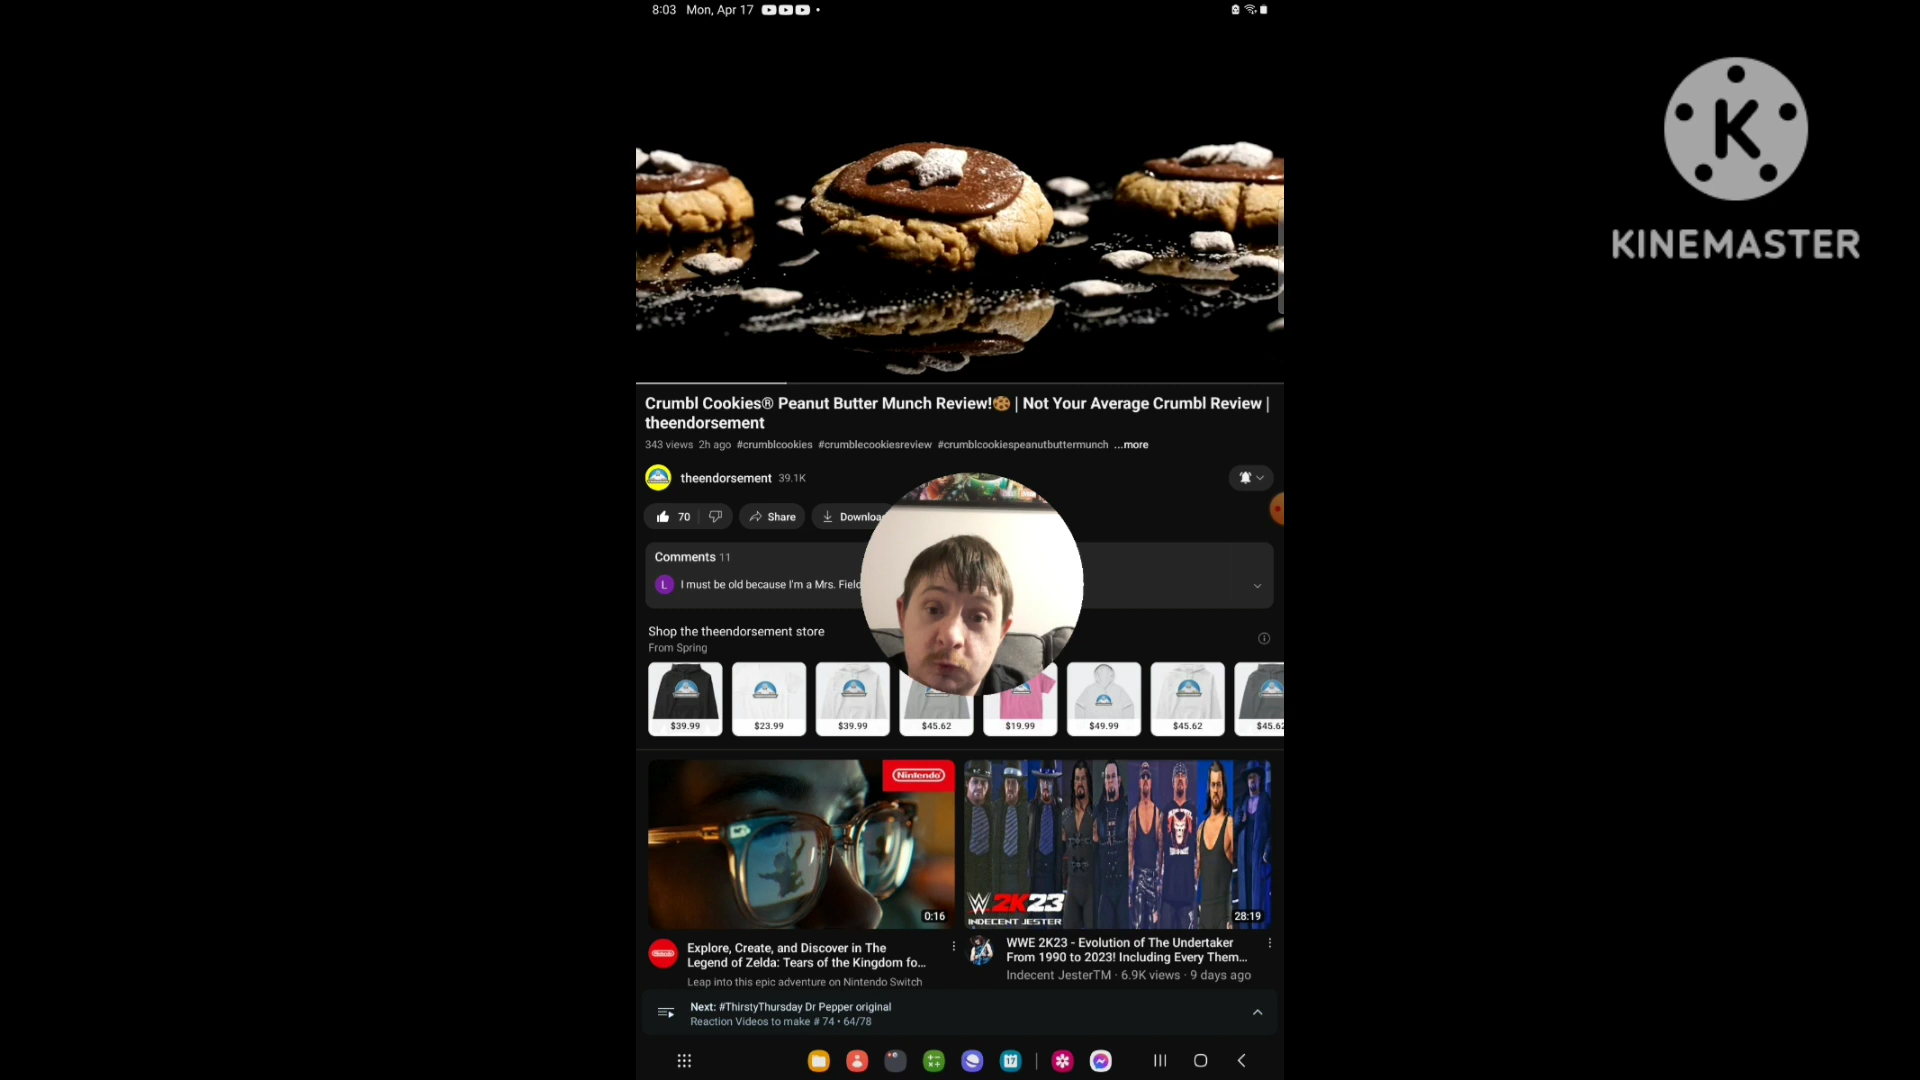 8:03 Mon, Apr 17
KINEMASTER
Crumbl Cookies® Peanut Butter Munch Review!🍪 | Not Your Average Crumbl Review |
theendorsement
343 views 2h ago #crumblcookies #crumblecookiesreview #crumblcookiespeanutbuttermunch ...more
theendorsement 39.1K
70 Share Downloa
Comments 11
L I must be old because I'm a Mrs. Field
Shop the theendorsement store
From Spring
$39.99 $23.99 $39.99 $45.62 $19.99 $49.99 $45.62 $45.62
Nintendo
0:16
W 2K23
INDECENT JESTER
28:19
Explore, Create, and Discover in The
Legend of Zelda: Tears of the Kingdom fo...
Leap into this epic adventure on Nintendo Switch
WWE 2K23 - Evolution of The Undertaker
From 1990 to 2023! Including Every Them...
Indecent JesterTM · 6.9K views · 9 days ago
Next: #ThirstyThursday Dr Pepper original
Reaction Videos to make # 74 • 64/78
17